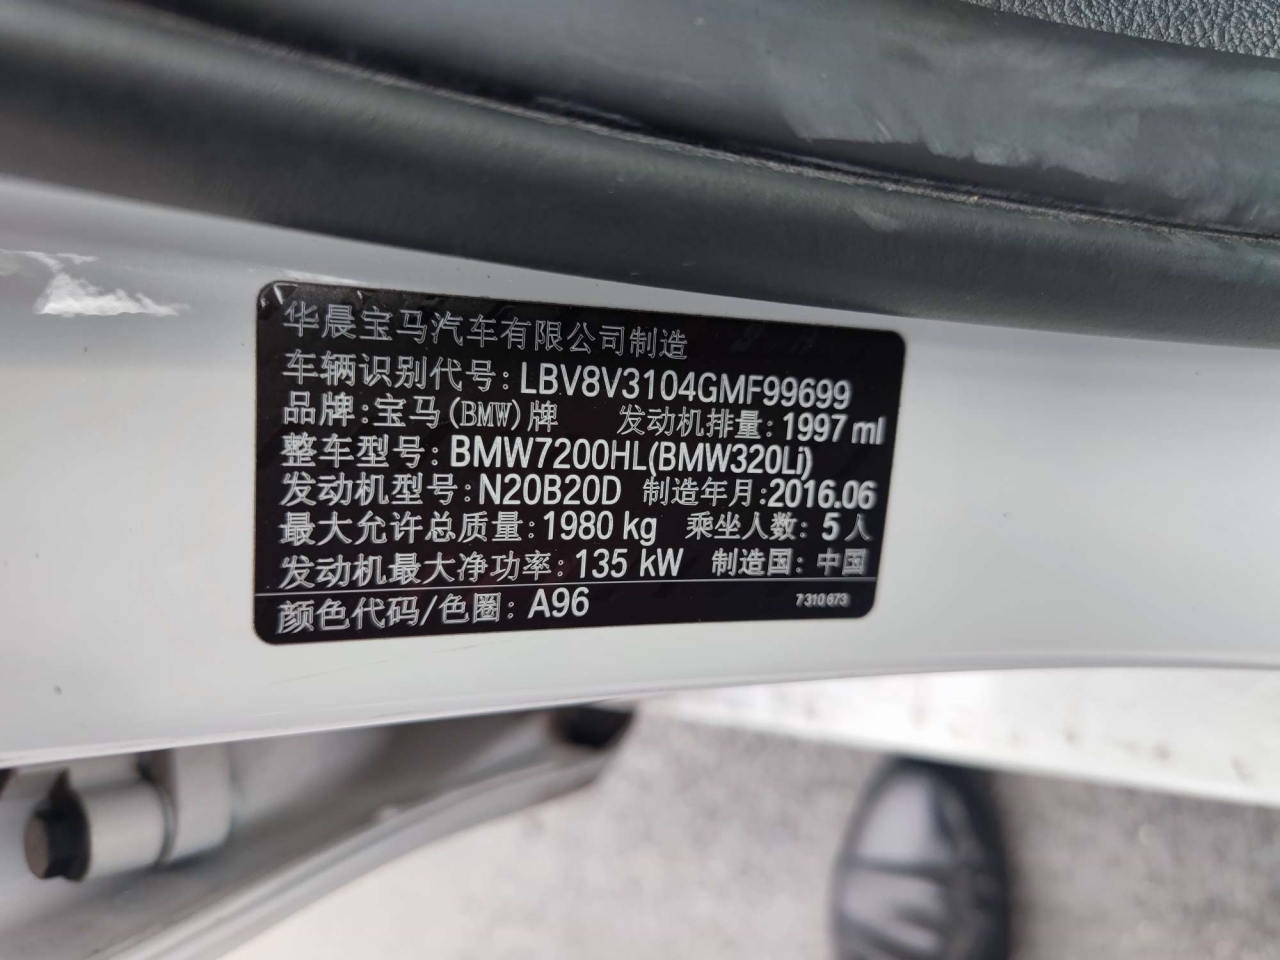 华晨宝马汽车有限公司制造
车辆识别代号:LBV8V3104GMF99699
品牌:宝马(BMW)牌 发动机排量:1997 ml
整车型号:BMW7200HL(BMW320Li)
发动机型号:N20B20D 制造年月:2016.06
最大允许总质量:1980 kg 乘坐人数:5人
发动机最大净功率:135 kW 制造国:中国
颜色代码/色圈:A96 7310673